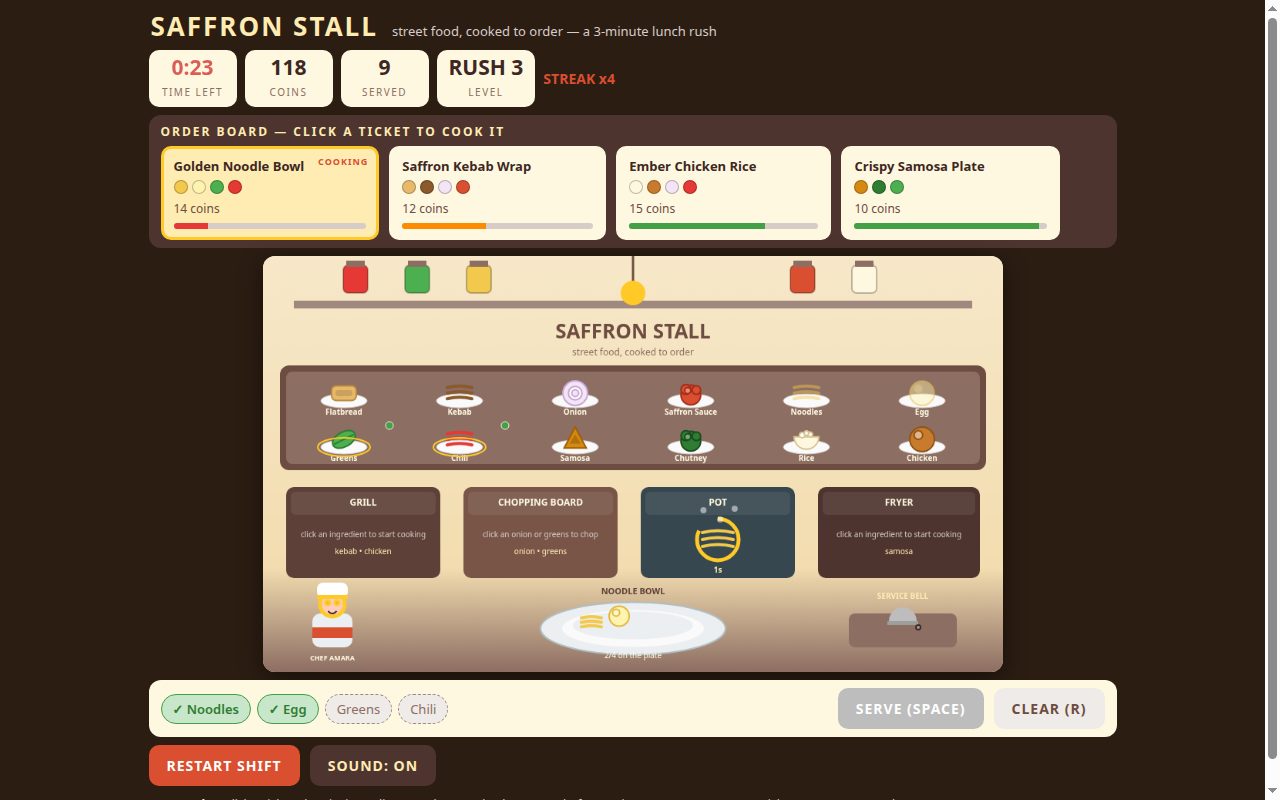 SAFFRON STALL street food, cooked to order — a 3-minute lunch rush
0:23 118 9 RUSH 3 STREAK x4
TIME LEFT COINS SERVED LEVEL
ORDER BOARD — CLICK A TICKET TO COOK IT
Golden Noodle Bowl COOKING Saffron Kebab Wrap Ember Chicken Rice Crispy Samosa Plate
14 coins 12 coins 15 coins 10 coins
SAFFRON STALL
street food, cooked to order
Flatbread Kebab Onion Saffron Sauce Noodles Egg
Greens Chili Samosa Chutney Rice Chicken
GRILL CHOPPING BOARD POT FRYER
click an ingredient to start cooking click an onion or greens to chop click an ingredient to start cooking
kebab • chicken onion • greens samosa
1s
NOODLE BOWL SERVICE BELL
2/4 on the plate
CHEF AMARA
✓ Noodles ✓ Egg Greens Chili SERVE (SPACE) CLEAR (R)
RESTART SHIFT SOUND: ON